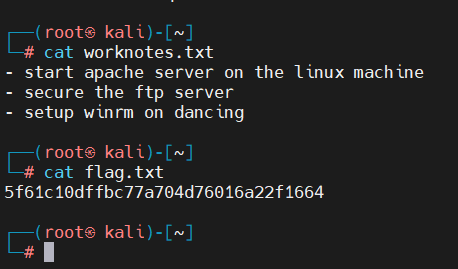 ┌──(root㉿ kali)-[~]
└─# cat worknotes.txt
- start apache server on the linux machine
- secure the ftp server
- setup winrm on dancing
┌──(root㉿ kali)-[~]
└─# cat flag.txt
5f61c10dffbc77a704d76016a22f1664
┌──(root㉿ kali)-[~]
└─#